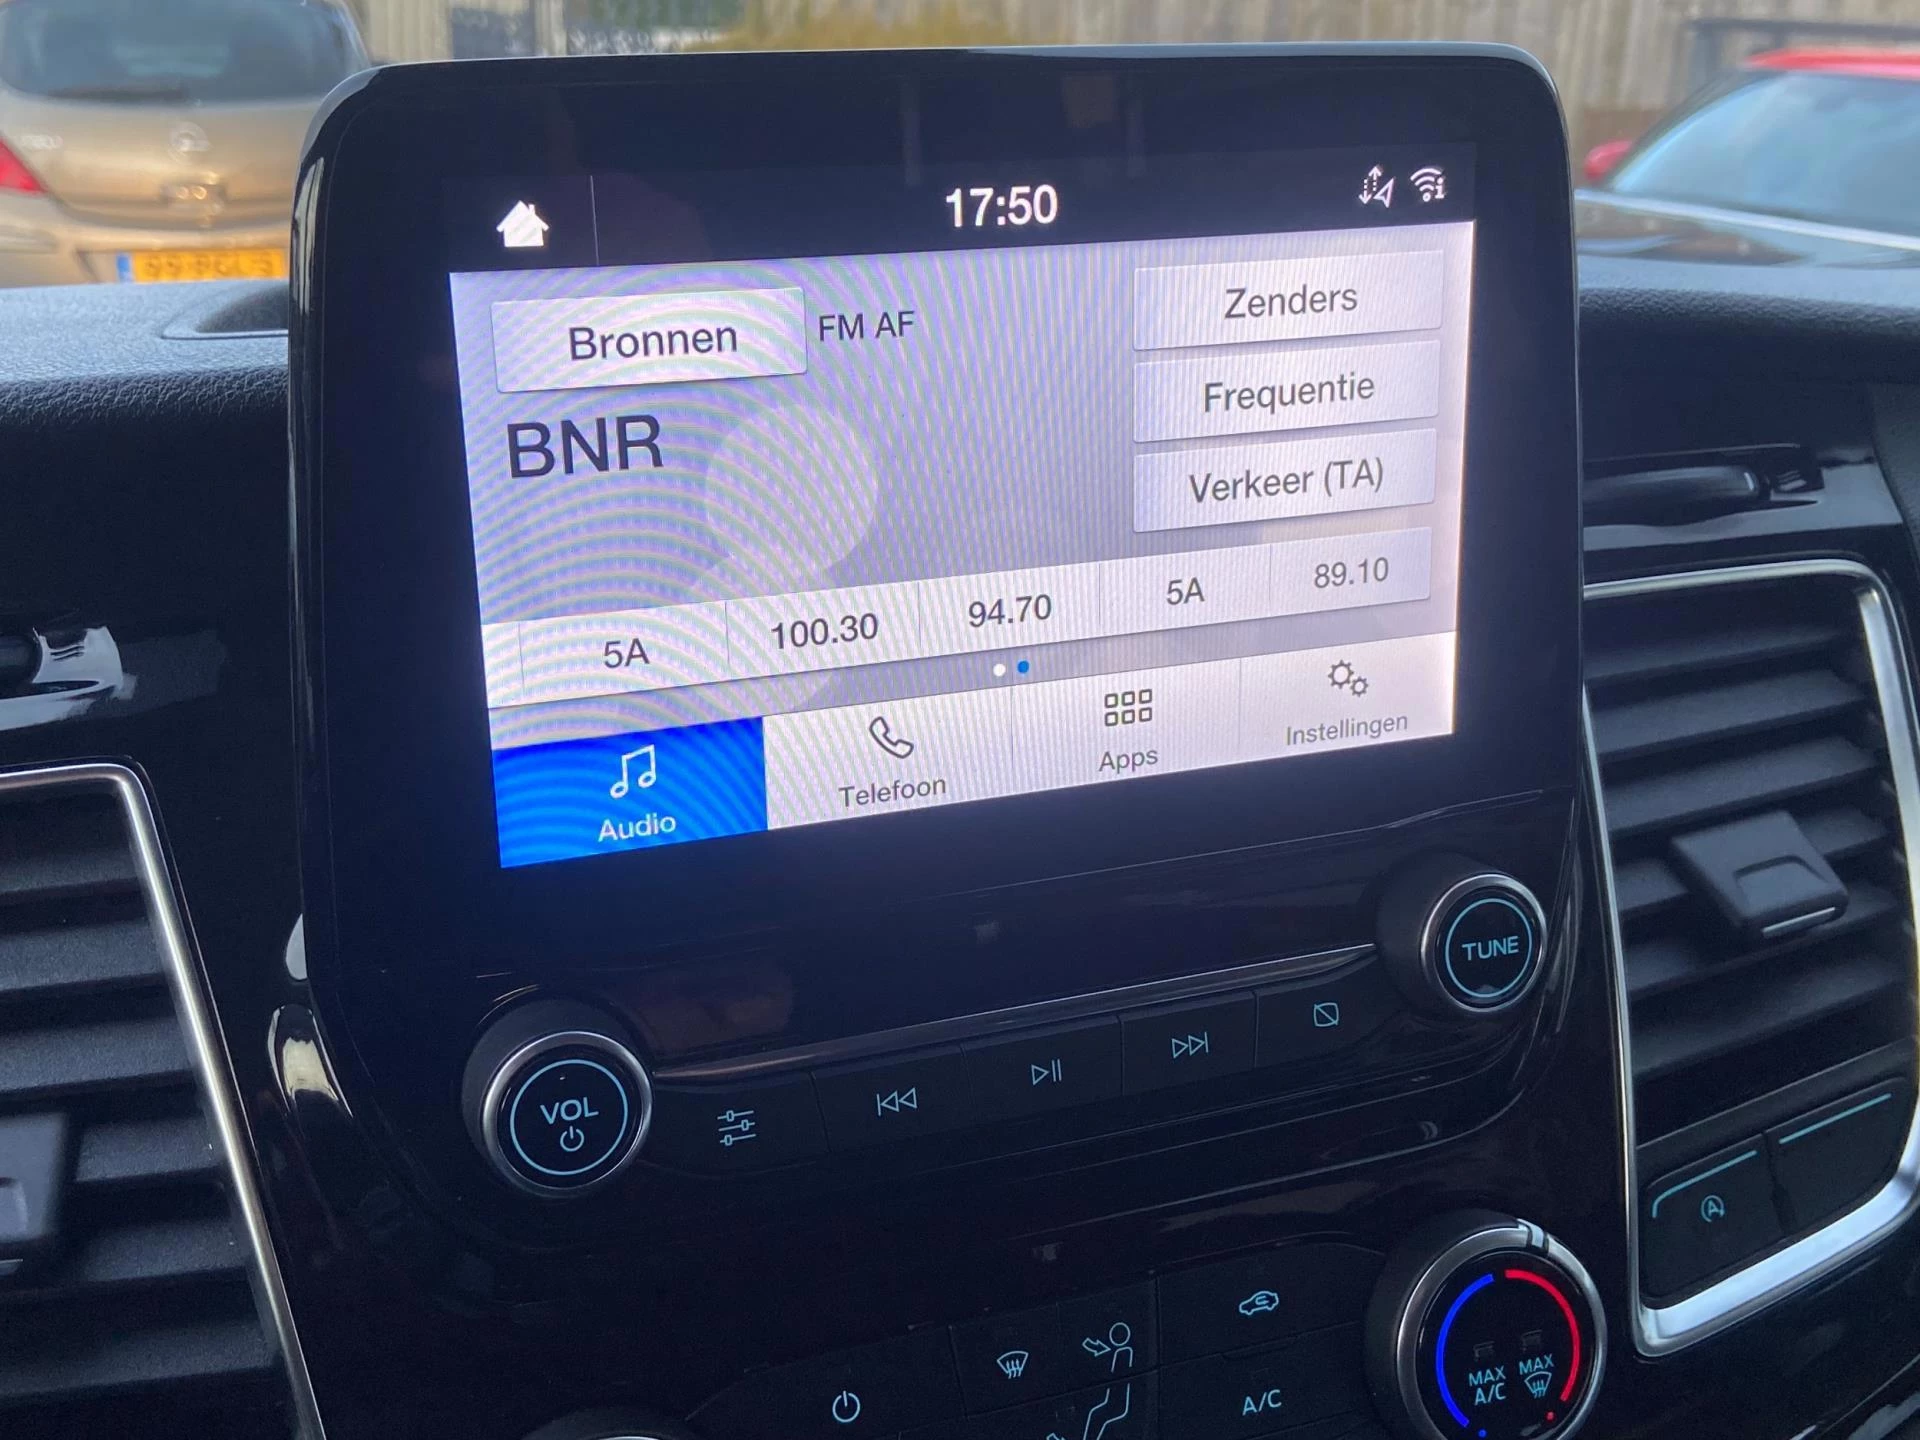 17:50
Bronnen
FM AF
Zenders
BNR
Frequentie
Verkeer (TA)
5A
100.30
94.70
5A
89.10
Audio
Telefoon
Apps
Instellingen
TUNE
VOL
A
MAX
A/C
MAX
A/C